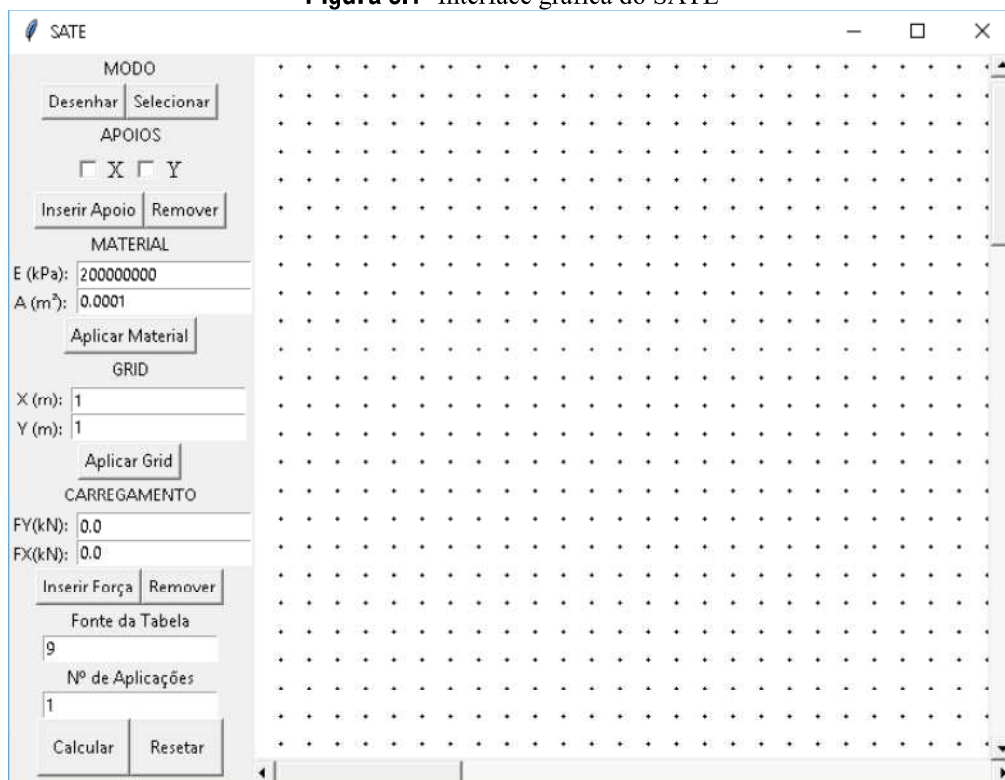 Figura 3.1 Interface gráfica do SATE
SATE
MODO
Desenhar Selecionar
APOIOS
X Y
Inserir Apoio Remover
MATERIAL
E (kPa): 200000000
A (m²): 0.0001
Aplicar Material
GRID
X (m): 1
Y (m): 1
Aplicar Grid
CARREGAMENTO
FY(kN): 0.0
FX(kN): 0.0
Inserir Força Remover
Fonte da Tabela
9
Nº de Aplicações
1
Calcular Resetar